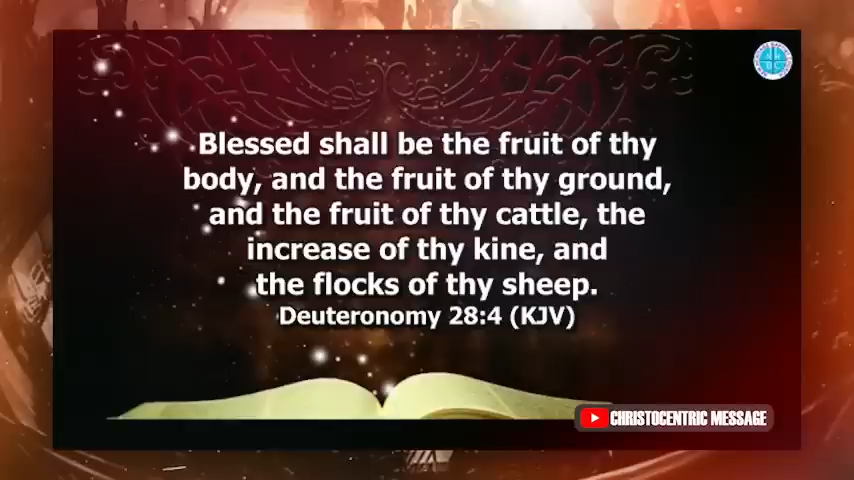 Blessed shall be the fruit of thy
body, and the fruit of thy ground,
and the fruit of thy cattle, the
increase of thy kine, and
the flocks of thy sheep.
Deuteronomy 28:4 (KJV)
CHRISTOCENTRIC MESSAGE